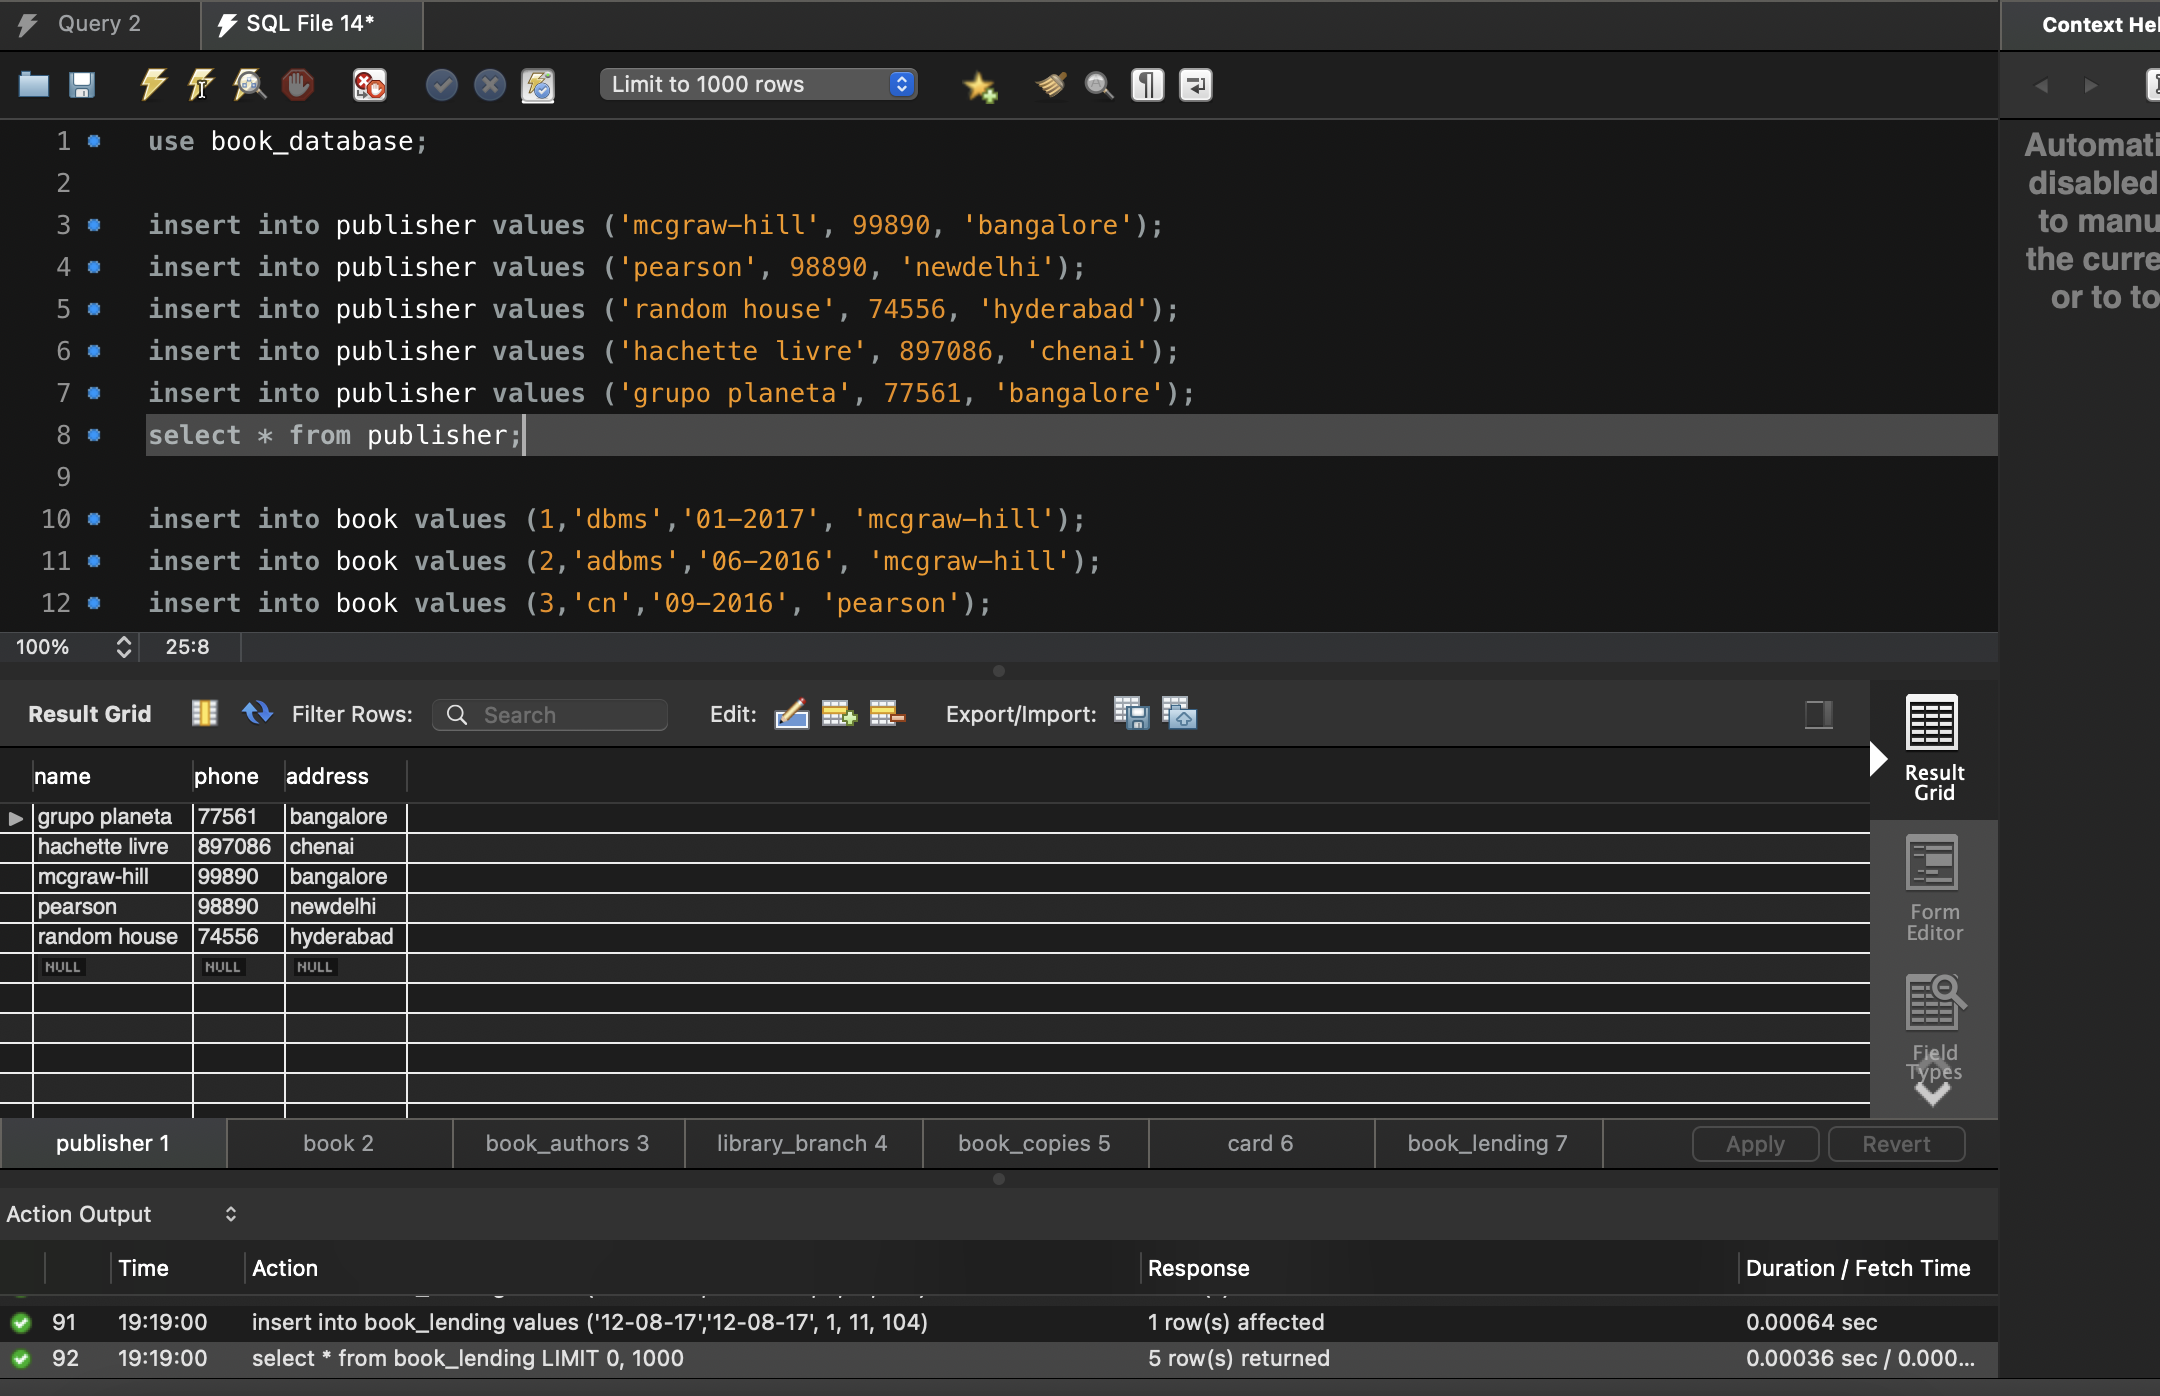 Query 2
SQL File 14*
Context Hel
Limit to 1000 rows
1 use book_database;
2
3 insert into publisher values ('mcgraw-hill', 99890, 'bangalore');
4 insert into publisher values ('pearson', 98890, 'newdelhi');
5 insert into publisher values ('random house', 74556, 'hyderabad');
6 insert into publisher values ('hachette livre', 897086, 'chenai');
7 insert into publisher values ('grupo planeta', 77561, 'bangalore');
8 select * from publisher;
9
10 insert into book values (1,'dbms','01-2017', 'mcgraw-hill');
11 insert into book values (2,'adbms','06-2016', 'mcgraw-hill');
12 insert into book values (3,'cn','09-2016', 'pearson');
Automati
disabled
to manu
the curre
or to to
100% 25:8
Result Grid Filter Rows: Search Edit: Export/Import:
name phone address
grupo planeta 77561 bangalore
hachette livre 897086 chenai
mcgraw-hill 99890 bangalore
pearson 98890 newdelhi
random house 74556 hyderabad
NULL NULL NULL
Result
Grid
Form
Editor
Field
Types
publisher 1 book 2 book_authors 3 library_branch 4 book_copies 5 card 6 book_lending 7 Apply Revert
Action Output
Time Action Response Duration / Fetch Time
91 19:19:00 insert into book_lending values ('12-08-17','12-08-17', 1, 11, 104) 1 row(s) affected 0.00064 sec
92 19:19:00 select * from book_lending LIMIT 0, 1000 5 row(s) returned 0.00036 sec / 0.000...